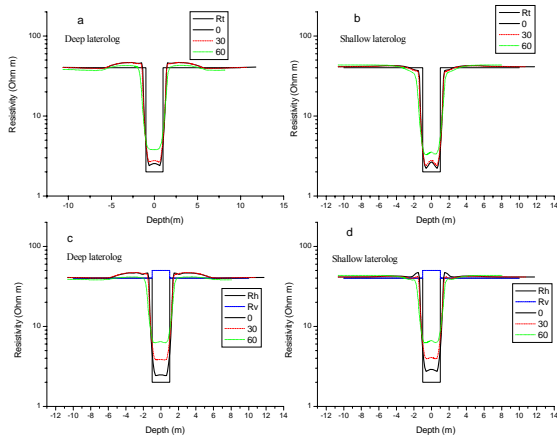 a
Deep laterolog
Rt
0
30
60
100
10
1
Resistivity (Ohm m)
-10 -5 0 5 10
Depth(m)
b
Shallow laterolog
Rt
0
30
60
100
10
1
Resistivity (Ohm m)
-12 -10 -8 -6 -4 -2 0 2 4 6 8 10 12 14
Depth(m)
c
Deep laterolog
Rh
Rv
0
30
60
100
10
1
Resistivity (Ohm m)
-12 -10 -8 -6 -4 -2 0 2 4 6 8 10 12 14
Depth (m)
d
Shallow laterolog
Rh
Rv
0
30
60
100
10
1
Resistivity (Ohm m)
-12 -10 -8 -6 -4 -2 0 2 4 6 8 10 12 14
Depth (m)